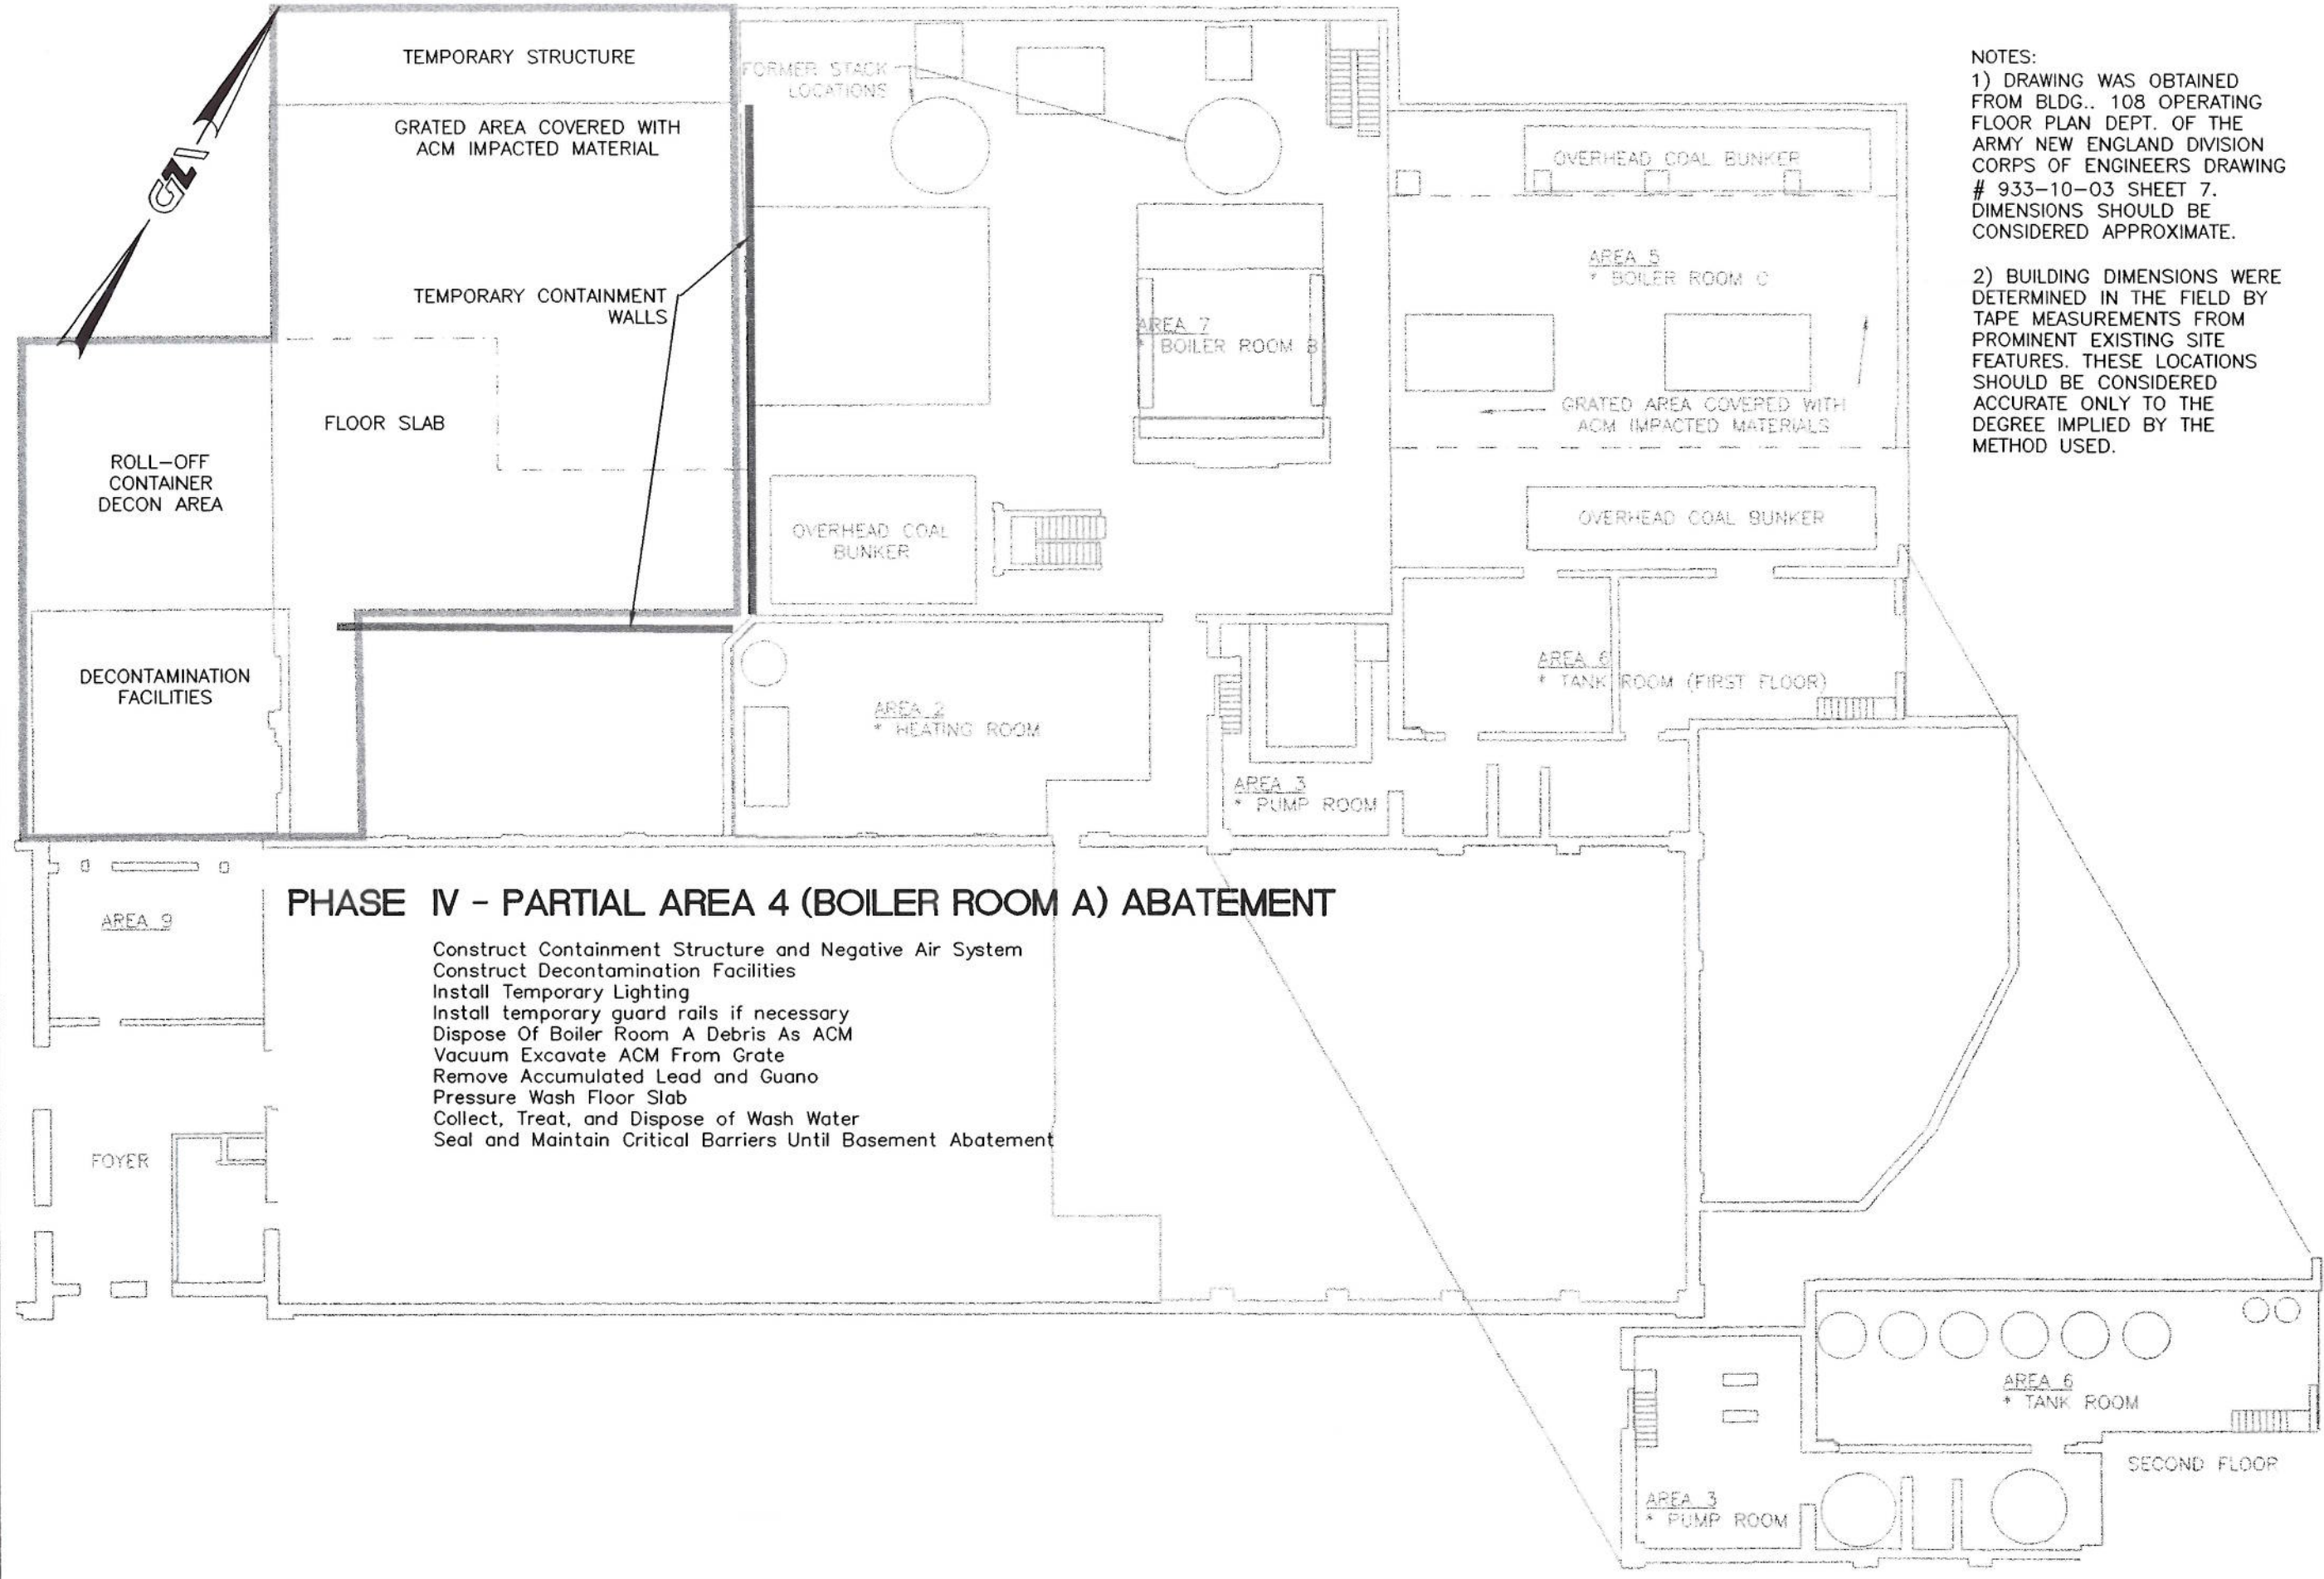 TEMPORARY STRUCTURE
GRATED AREA COVERED WITH
ACM IMPACTED MATERIAL
TEMPORARY CONTAINMENT
WALLS
FLOOR SLAB
ROLL-OFF
CONTAINER
DECON AREA
DECONTAMINATION
FACILITIES
GZ\
FORMER STACK
LOCATIONS
AREA 7
* BOILER ROOM B
OVERHEAD COAL
BUNKER
OVERHEAD COAL BUNKER
AREA 5
* BOILER ROOM C
GRATED AREA COVERED WITH
ACM IMPACTED MATERIALS
OVERHEAD COAL BUNKER
AREA 6
* TANK ROOM (FIRST FLOOR)
AREA 2
* HEATING ROOM
AREA 3
* PUMP ROOM
NOTES:
1) DRAWING WAS OBTAINED
FROM BLDG.. 108 OPERATING
FLOOR PLAN DEPT. OF THE
ARMY NEW ENGLAND DIVISION
CORPS OF ENGINEERS DRAWING
# 933-10-03 SHEET 7.
DIMENSIONS SHOULD BE
CONSIDERED APPROXIMATE.
2) BUILDING DIMENSIONS WERE
DETERMINED IN THE FIELD BY
TAPE MEASUREMENTS FROM
PROMINENT EXISTING SITE
FEATURES. THESE LOCATIONS
SHOULD BE CONSIDERED
ACCURATE ONLY TO THE
DEGREE IMPLIED BY THE
METHOD USED.
AREA 9
FOYER
PHASE IV - PARTIAL AREA 4 (BOILER ROOM A) ABATEMENT
Construct Containment Structure and Negative Air System
Construct Decontamination Facilities
Install Temporary Lighting
Install temporary guard rails if necessary
Dispose Of Boiler Room A Debris As ACM
Vacuum Excavate ACM From Grate
Remove Accumulated Lead and Guano
Pressure Wash Floor Slab
Collect, Treat, and Dispose of Wash Water
Seal and Maintain Critical Barriers Until Basement Abatement
AREA 6
* TANK ROOM
SECOND FLOOR
AREA 3
* PUMP ROOM